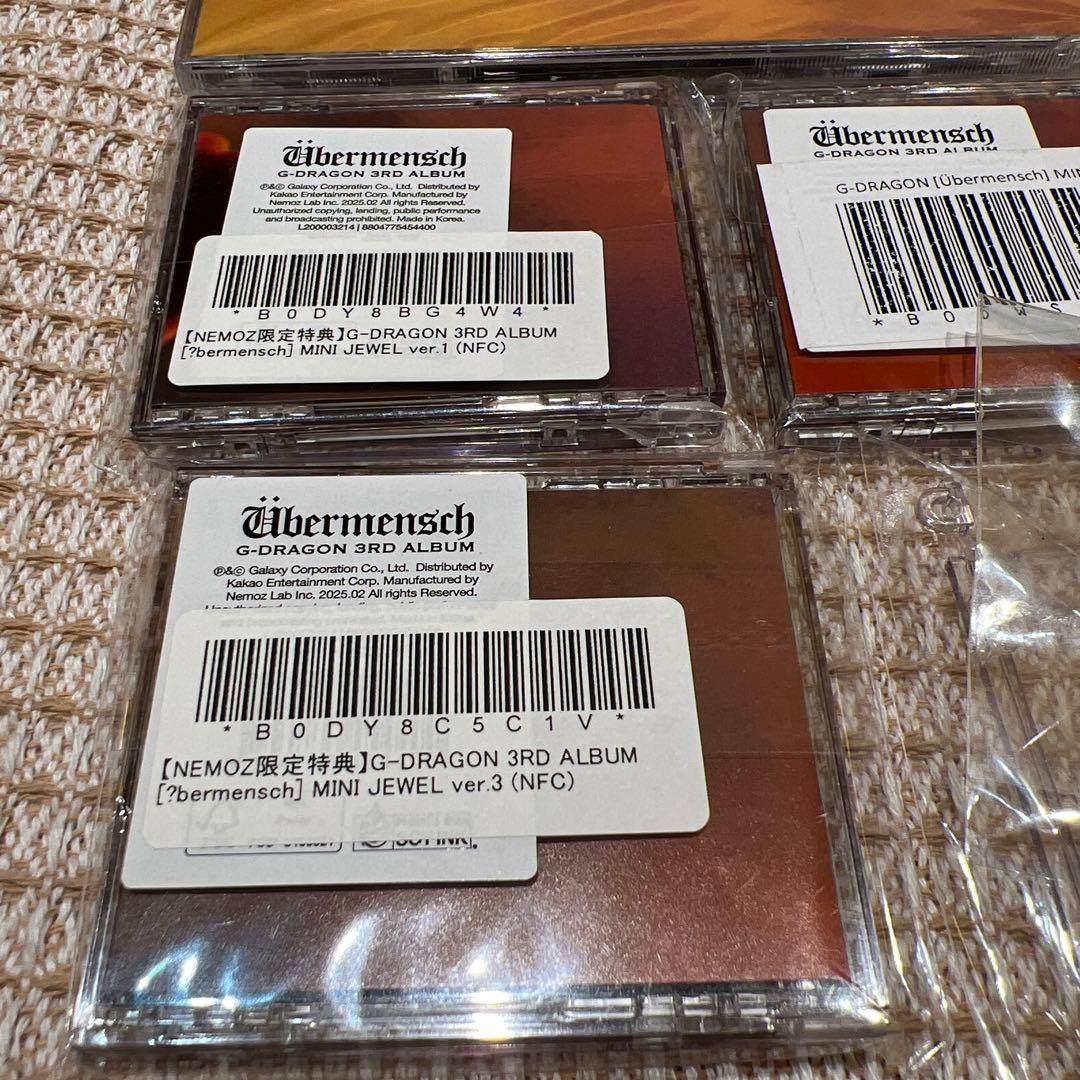 Übermensch
G-DRAGON 3RD ALBUM
℗&© Galaxy Corporation Co., Ltd. Distributed by
Kakao Entertainment Corp. Manufactured by
Nemoz Lab Inc. 2025.02 All rights Reserved.
Unauthorized copying, lending, public performance
and broadcasting prohibited. Made in Korea.
L200003214 | 8804775454400
*B0DY8BG4W4*
【NEMOZ限定特典】G-DRAGON 3RD ALBUM
[?bermensch] MINI JEWEL ver.1 (NFC)
Übermensch
G-DRAGON 3RD ALBUM
G-DRAGON [Übermensch] MIN
*B0DWS
Übermensch
G-DRAGON 3RD ALBUM
℗&© Galaxy Corporation Co., Ltd. Distributed by
Kakao Entertainment Corp. Manufactured by
Nemoz Lab Inc. 2025.02 All rights Reserved.
*B0DY8C5C1V*
【NEMOZ限定特典】G-DRAGON 3RD ALBUM
[?bermensch] MINI JEWEL ver.3 (NFC)